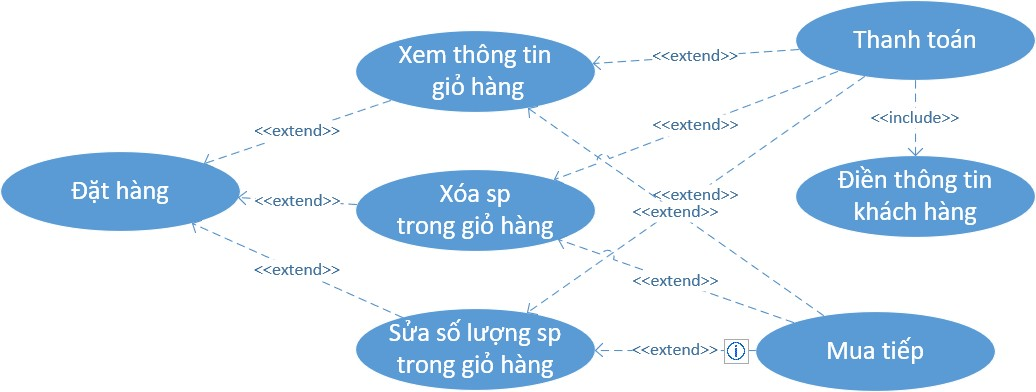 Thanh toán
Xem thông tin
giỏ hàng
<<extend>>
<<extend>>
<<include>>
<<extend>>
<<extend>>
Đặt hàng
Xóa sp
trong giỏ hàng
Điền thông tin
khách hàng
<<extend>>
<<extend>>
<<extend>>
<<extend>>
<<extend>>
Sửa số lượng sp
trong giỏ hàng
<<extend>>
Mua tiếp